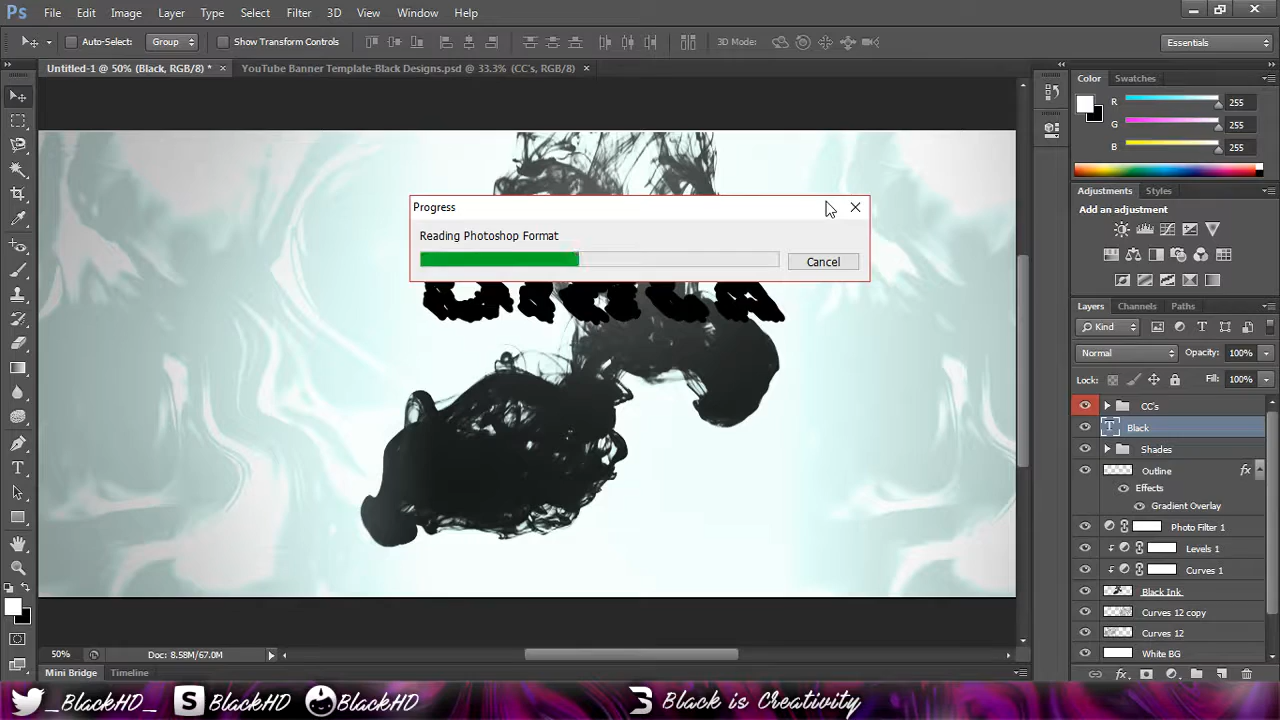 Ps File Edit Image Layer Type Select Filter 3D View Window Help
Auto-Select: Group Show Transform Controls 3D Mode: Essentials
Untitled-1 @ 50% (Black, RGB/8) * × YouTube Banner Template-Black Designs.psd @ 33.3% (CC's, RGB/8) ×
Color Swatches
R 255
G 255
B 255
Adjustments Styles
Add an adjustment
Progress
Reading Photoshop Format
Cancel
BLACK
Layers Channels Paths
Kind
Normal Opacity: 100%
Lock: Fill: 100%
CC's
T Black
Shades
Outline fx
Effects
Gradient Overlay
Photo Filter 1
Levels 1
Curves 1
Black Ink
Curves 12 copy
Curves 12
White BG
50% Doc: 8.58M/67.0M
Mini Bridge Timeline
_BlackHD_ S BlackHD BlackHD Black is Creativity